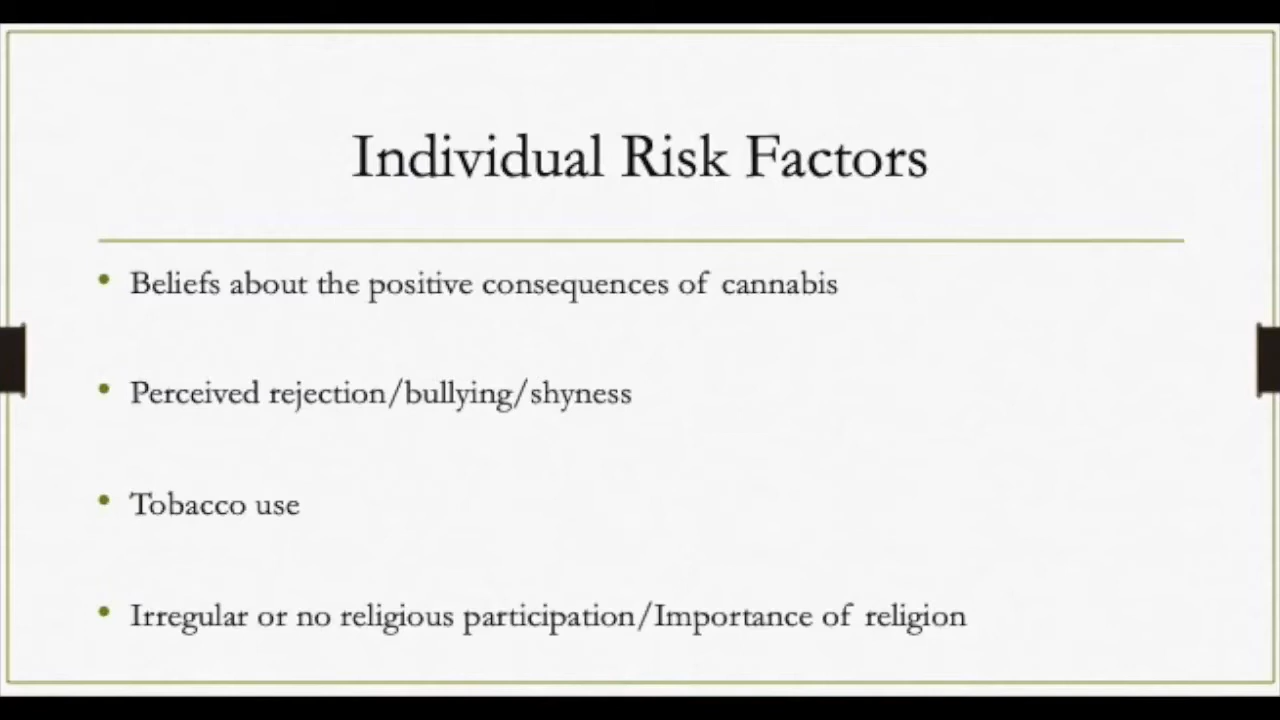 Individual Risk Factors
• Beliefs about the positive consequences of cannabis
• Perceived rejection/bullying/shyness
• Tobacco use
• Irregular or no religious participation/Importance of religion